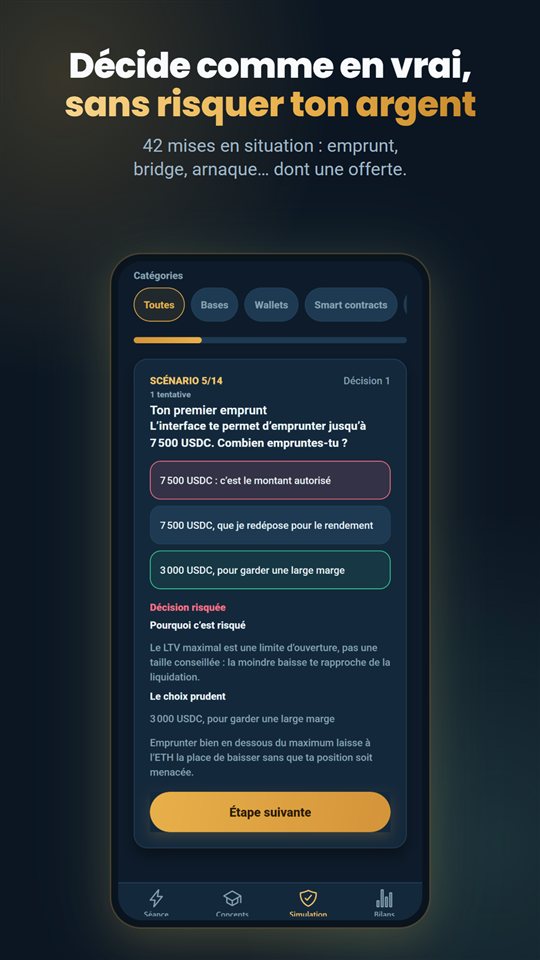 Décide comme en vrai,
sans risquer ton argent
42 mises en situation : emprunt,
bridge, arnaque… dont une offerte.
Catégories
Toutes
Bases
Wallets
Smart contracts
SCÉNARIO 5/14
Décision 1
1 tentative
Ton premier emprunt
L’interface te permet d’emprunter jusqu’à
7 500 USDC. Combien empruntes-tu ?
7 500 USDC : c’est le montant autorisé
7 500 USDC, que je redépose pour le rendement
3 000 USDC, pour garder une large marge
Décision risquée
Pourquoi c’est risqué
Le LTV maximal est une limite d’ouverture, pas une
taille conseillée : la moindre baisse te rapproche de la
liquidation.
Le choix prudent
3 000 USDC, pour garder une large marge
Emprunter bien en dessous du maximum laisse à
l’ETH la place de baisser sans que ta position soit
menacée.
Étape suivante
Séance
Concepts
Simulation
Bilans